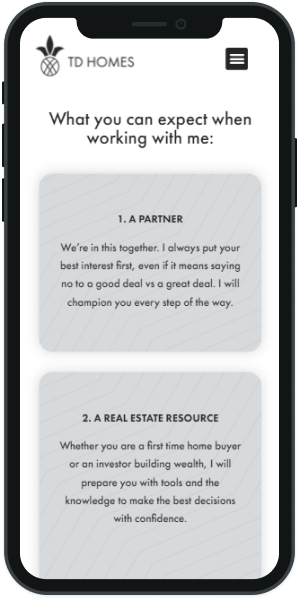 TD HOMES
What you can expect when
working with me:
1. A PARTNER
We're in this together. I always put your
best interest first, even if it means saying
no to a good deal vs a great deal. I will
champion you every step of the way.
2. A REAL ESTATE RESOURCE
Whether you are a first time home buyer
or an investor building wealth, I will
prepare you with tools and the
knowledge to make the best decisions
with confidence.